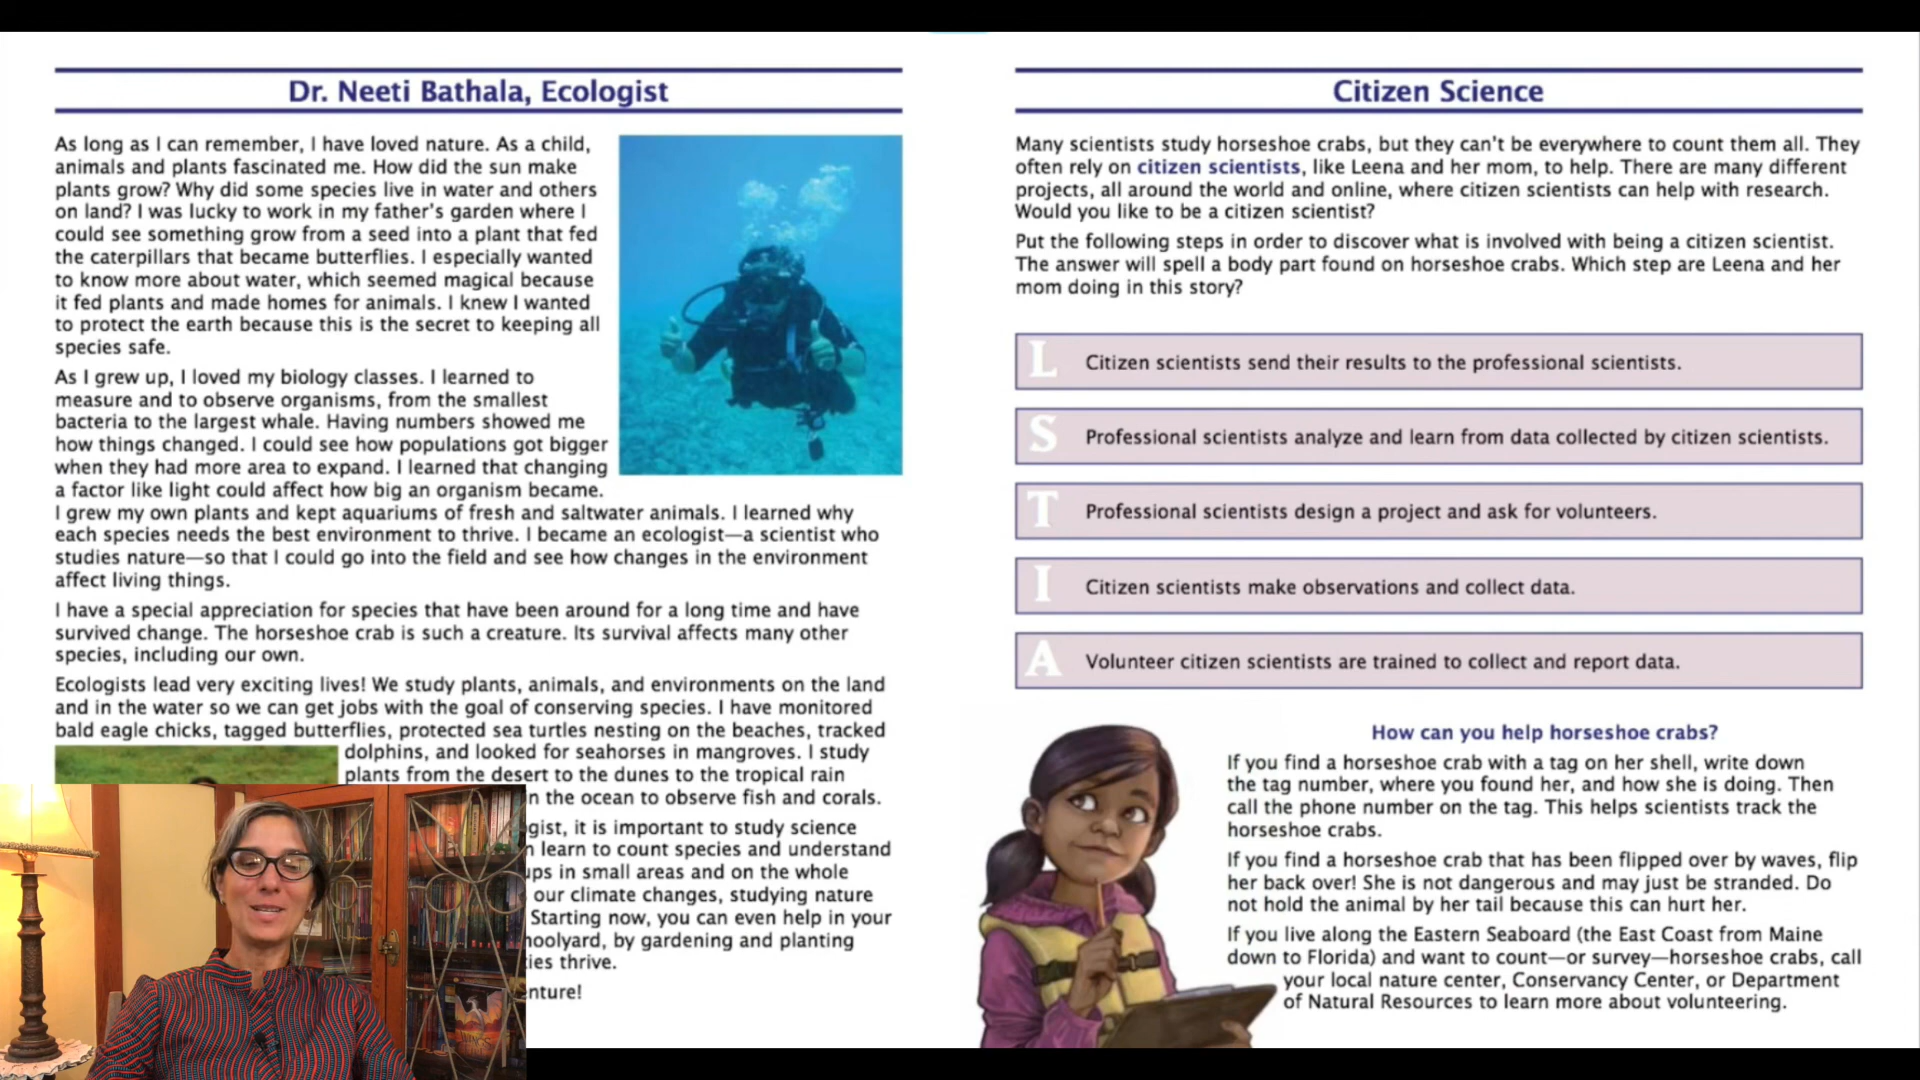 Dr. Neeti Bathala, Ecologist
As long as I can remember, I have loved nature. As a child,
animals and plants fascinated me. How did the sun make
plants grow? Why did some species live in water and others
on land? I was lucky to work in my father's garden where I
could see something grow from a seed into a plant that fed
the caterpillars that became butterflies. I especially wanted
to know more about water, which seemed magical because
it fed plants and made homes for animals. I knew I wanted
to protect the earth because this is the secret to keeping all
species safe.
As I grew up, I loved my biology classes. I learned to
measure and to observe organisms, from the smallest
bacteria to the largest whale. Having numbers showed me
how things changed. I could see how populations got bigger
when they had more area to expand. I learned that changing
a factor like light could affect how big an organism became.
I grew my own plants and kept aquariums of fresh and saltwater animals. I learned why
each species needs the best environment to thrive. I became an ecologist—a scientist who
studies nature—so that I could go into the field and see how changes in the environment
affect living things.
I have a special appreciation for species that have been around for a long time and have
survived change. The horseshoe crab is such a creature. Its survival affects many other
species, including our own.
Ecologists lead very exciting lives! We study plants, animals, and environments on the land
and in the water so we can get jobs with the goal of conserving species. I have monitored
bald eagle chicks, tagged butterflies, protected sea turtles nesting on the beaches, tracked
dolphins, and looked for seahorses in mangroves. I study
plants from the desert to the dunes to the tropical rain
n the ocean to observe fish and corals.
gist, it is important to study science
learn to count species and understand
ups in small areas and on the whole
our climate changes, studying nature
Starting now, you can even help in your
hoolyard, by gardening and planting
ies thrive.
enture!
Citizen Science
Many scientists study horseshoe crabs, but they can't be everywhere to count them all. They
often rely on citizen scientists, like Leena and her mom, to help. There are many different
projects, all around the world and online, where citizen scientists can help with research.
Would you like to be a citizen scientist?
Put the following steps in order to discover what is involved with being a citizen scientist.
The answer will spell a body part found on horseshoe crabs. Which step are Leena and her
mom doing in this story?
L Citizen scientists send their results to the professional scientists.
S Professional scientists analyze and learn from data collected by citizen scientists.
T Professional scientists design a project and ask for volunteers.
I Citizen scientists make observations and collect data.
A Volunteer citizen scientists are trained to collect and report data.
How can you help horseshoe crabs?
If you find a horseshoe crab with a tag on her shell, write down
the tag number, where you found her, and how she is doing. Then
call the phone number on the tag. This helps scientists track the
horseshoe crabs.
If you find a horseshoe crab that has been flipped over by waves, flip
her back over! She is not dangerous and may just be stranded. Do
not hold the animal by her tail because this can hurt her.
If you live along the Eastern Seaboard (the East Coast from Maine
down to Florida) and want to count—or survey—horseshoe crabs, call
your local nature center, Conservancy Center, or Department
of Natural Resources to learn more about volunteering.